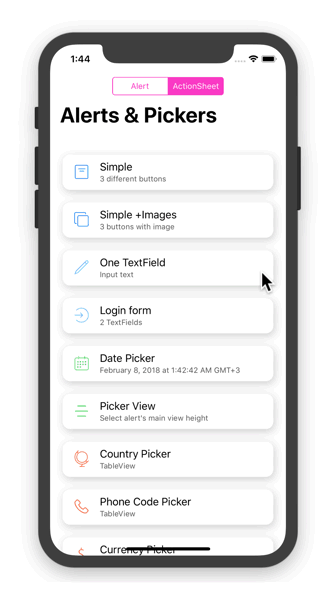 1:44
Alert ActionSheet
Alerts & Pickers
Simple
3 different buttons
Simple +Images
3 buttons with image
One TextField
Input text
Login form
2 TextFields
Date Picker
February 8, 2018 at 1:42:42 AM GMT+3
Picker View
Select alert's main view height
Country Picker
TableView
Phone Code Picker
TableView
Currency Picker